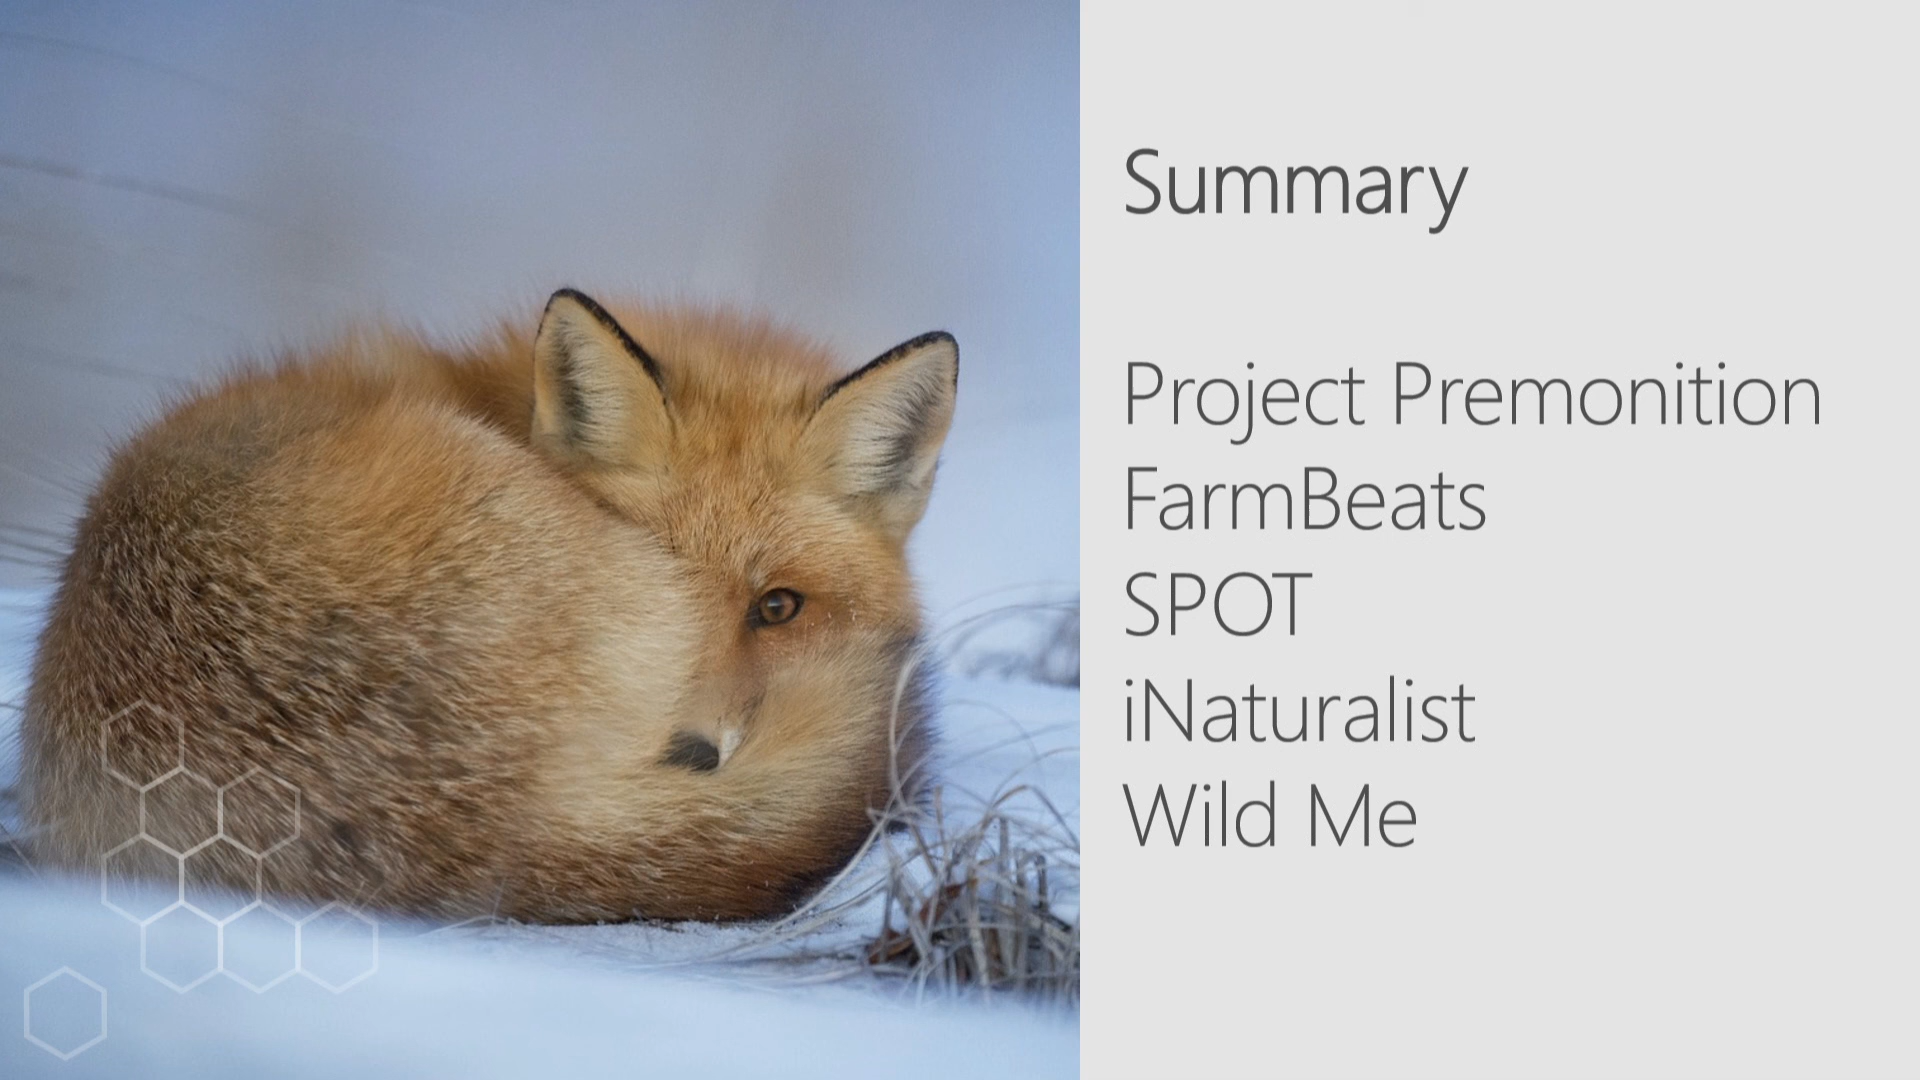 Summary
Project Premonition
FarmBeats
SPOT
iNaturalist
Wild Me